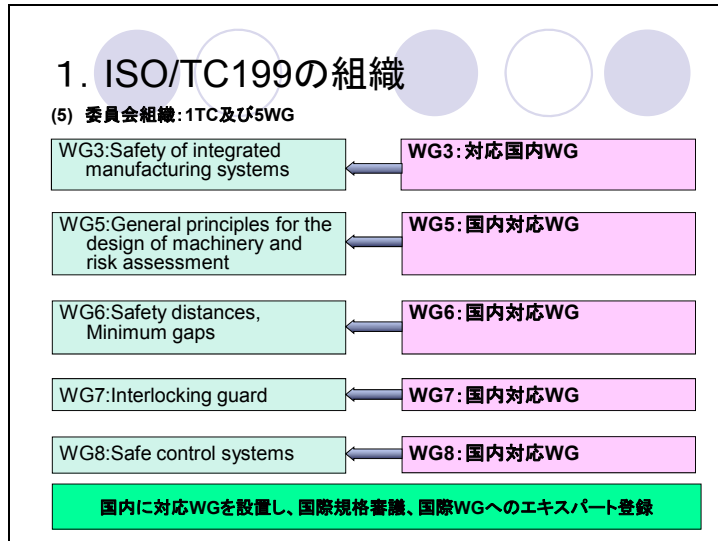 1．ISO/TC199の組織
(5) 委員会組織：1TC及び5WG
WG3:Safety of integrated
manufacturing systems
WG3：対応国内WG
WG5:General principles for the
design of machinery and
risk assessment
WG5：国内対応WG
WG6:Safety distances,
Minimum gaps
WG6：国内対応WG
WG7:Interlocking guard
WG7：国内対応WG
WG8:Safe control systems
WG8：国内対応WG
国内に対応WGを設置し、国際規格審議、国際WGへのエキスパート登録